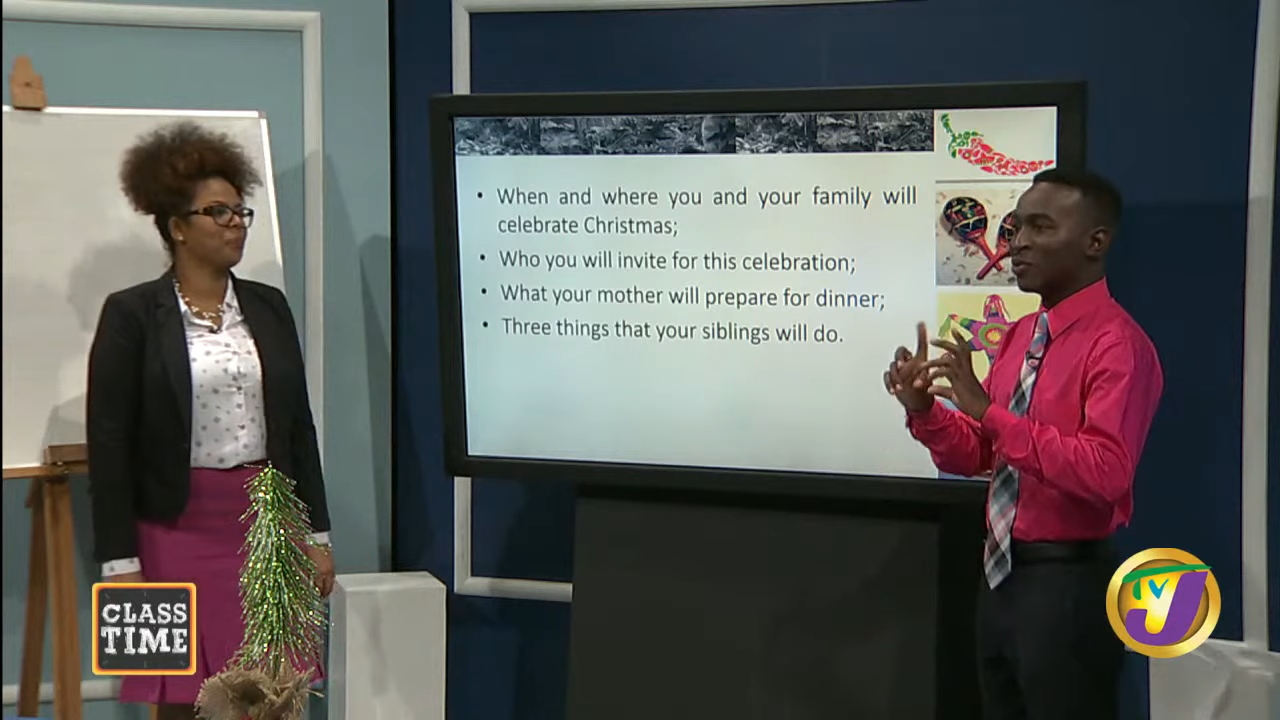 • When and where you and your family will
celebrate Christmas;
• Who you will invite for this celebration;
• What your mother will prepare for dinner;
• Three things that your siblings will do.
CLASS
TIME
TVJ